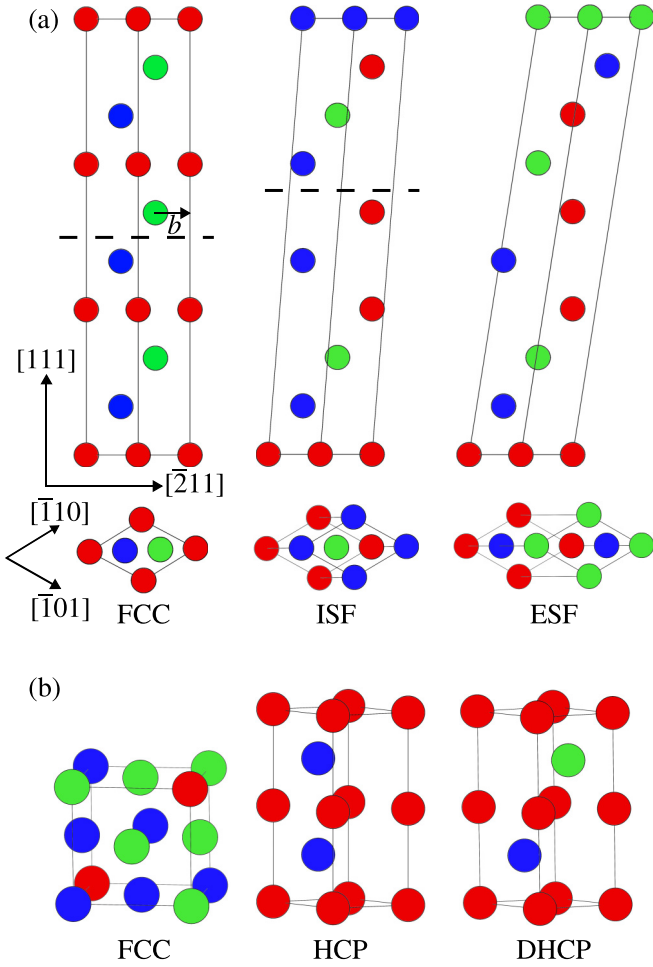 (a)
b
[111]
[2̅11]
[1̅10]
[1̅01]
FCC ISF ESF
(b)
FCC HCP DHCP